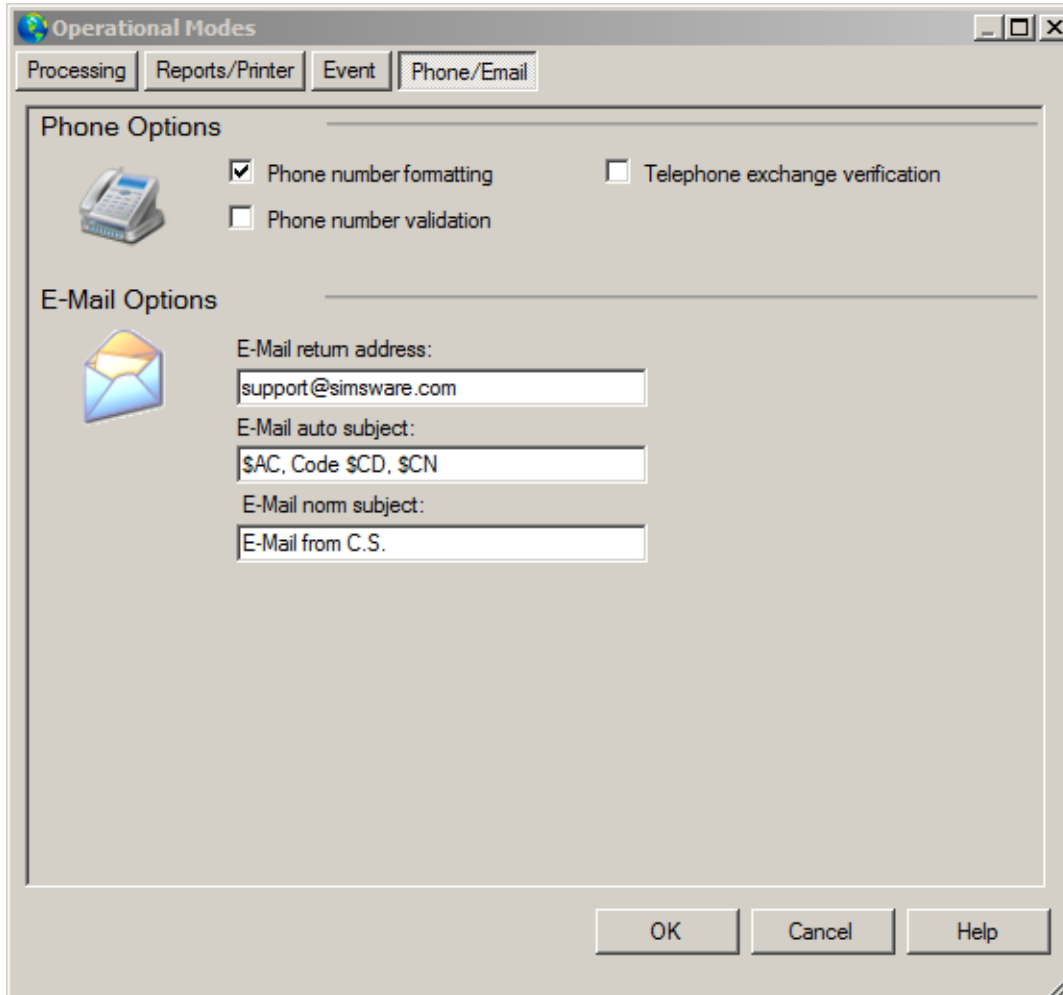 Operational Modes
Processing Reports/Printer Event Phone/Email
Phone Options
Phone number formatting Telephone exchange verification
Phone number validation
E-Mail Options
E-Mail return address:
support@simsware.com
E-Mail auto subject:
$AC, Code $CD, $CN
E-Mail norm subject:
E-Mail from C.S.
OK Cancel Help